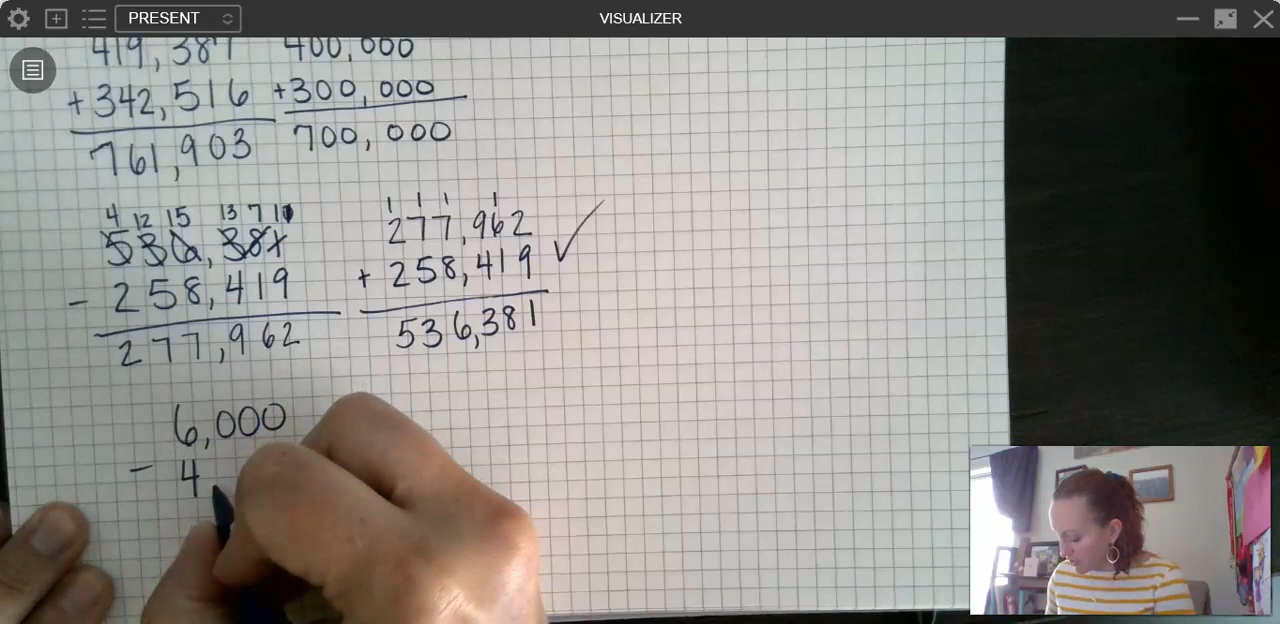 PRESENT
VISUALIZER
419,387 400,000
+342,516 +300,000
761,903 700,000
4 12 15 13 7 11 1 1 1 1
536,381 277,962
- 258,419 + 258,419
277,962 536,381
6,000
- 4